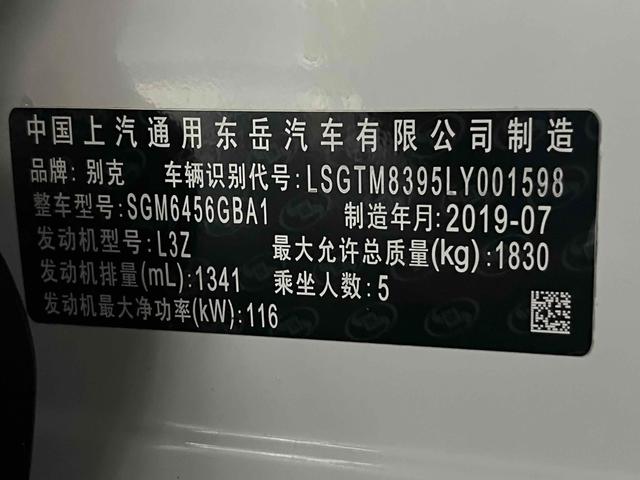 中国上汽通用东岳汽车有限公司制造
品牌:别克 车辆识别代号:LSGTM8395LY001598
整车型号:SGM6456GBA1 制造年月:2019-07
发动机型号:L3Z 最大允许总质量(kg):1830
发动机排量(mL):1341 乘坐人数:5
发动机最大净功率(kW):116